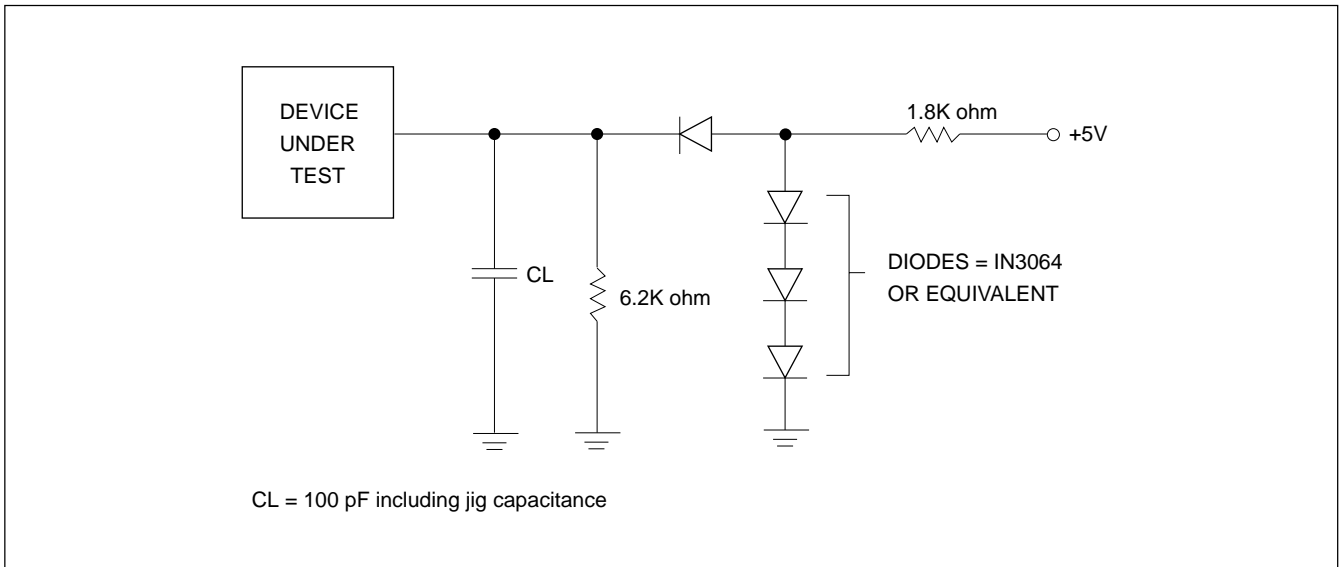 DEVICE
UNDER
TEST
1.8K ohm
+5V
CL
6.2K ohm
DIODES = IN3064
OR EQUIVALENT
CL = 100 pF including jig capacitance